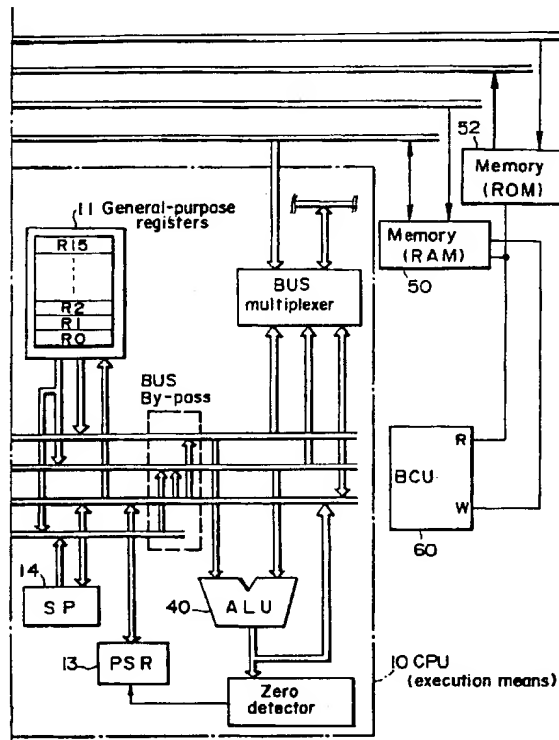 52
Memory
(ROM)
11 General-purpose
registers
R15
R2
R1
R0
Memory
(RAM)
50
BUS
multiplexer
BUS
By-pass
R
BCU
W
60
14
SP
40
ALU
13
PSR
10 CPU
(execution means)
Zero
detector